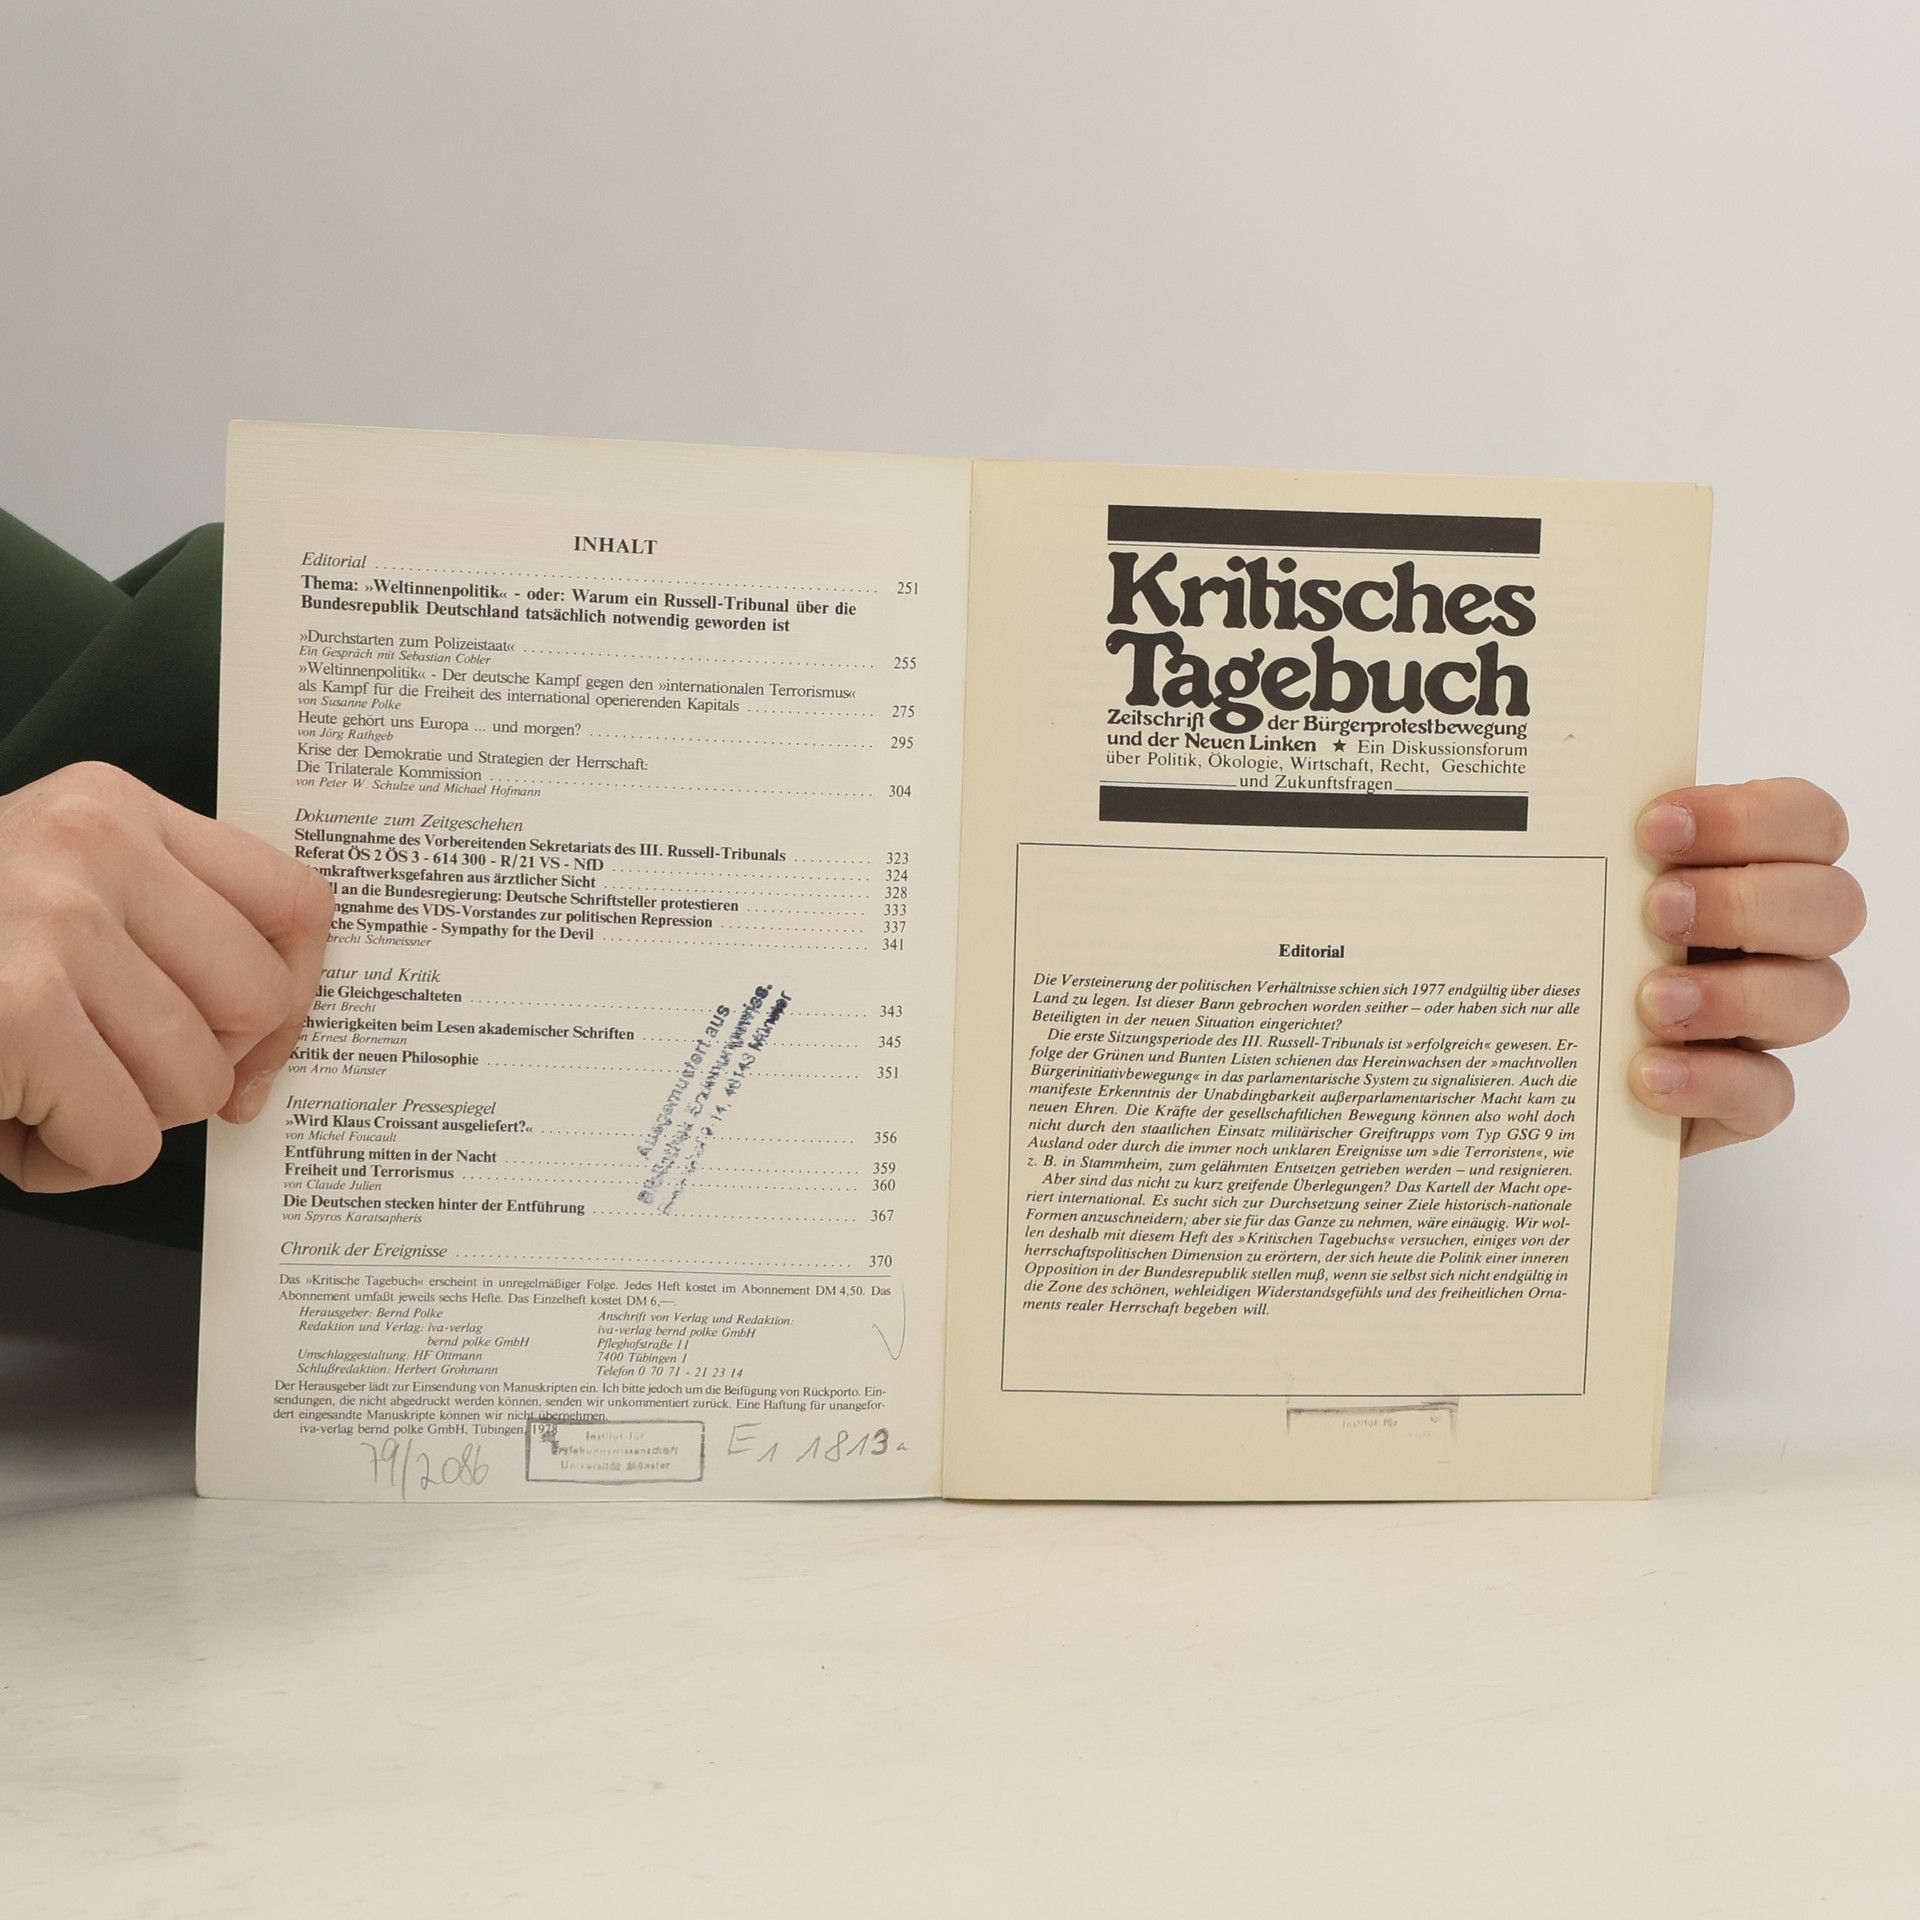 INHALT
Editorial 251
Thema: »Weltinnenpolitik« - oder: Warum ein Russell-Tribunal über die
Bundesrepublik Deutschland tatsächlich notwendig geworden ist
»Durchstarten zum Polizeistaat« 255
Ein Gespräch mit Sebastian Cobler
»Weltinnenpolitik« - Der deutsche Kampf gegen den »internationalen Terrorismus«
als Kampf für die Freiheit des international operierenden Kapitals 275
von Susanne Polke
Heute gehört uns Europa ... und morgen? 295
von Jörg Rathgeb
Krise der Demokratie und Strategien der Herrschaft:
Die Trilaterale Kommission 304
von Peter W. Schulze und Michael Hofmann
Dokumente zum Zeitgeschehen
Stellungnahme des Vorbereitenden Sekretariats des III. Russell-Tribunals 323
Referat ÖS 2 ÖS 3 - 614 300 - R/21 VS - NfD 324
mkraftwerksgefahren aus ärztlicher Sicht 328
l an die Bundesregierung: Deutsche Schriftsteller protestieren 333
ngnahme des VDS-Vorstandes zur politischen Repression 337
che Sympathie - Sympathy for the Devil 341
brecht Schmeissner
ratur und Kritik
die Gleichgeschalteten 343
Bert Brecht
hwierigkeiten beim Lesen akademischer Schriften 345
n Ernest Borneman
Kritik der neuen Philosophie 351
von Arno Münster
Internationaler Pressespiegel
»Wird Klaus Croissant ausgeliefert?« 356
von Michel Foucault
Entführung mitten in der Nacht 359
Freiheit und Terrorismus 360
von Claude Julien
Die Deutschen stecken hinter der Entführung 367
von Spyros Karatsapheris
Chronik der Ereignisse 370
Das »Kritische Tagebuch« erscheint in unregelmäßiger Folge. Jedes Heft kostet im Abonnement DM 4,50. Das
Abonnement umfaßt jeweils sechs Hefte. Das Einzelheft kostet DM 6,—.
Herausgeber: Bernd Polke
Redaktion und Verlag: iva-verlag
bernd polke GmbH
Umschlaggestaltung: HF Ottmann
Schlußredaktion: Herbert Grohmann
Anschrift von Verlag und Redaktion:
iva-verlag bernd polke GmbH
Pfleghofstraße 11
7400 Tübingen 1
Telefon 0 70 71 - 21 23 14
Der Herausgeber lädt zur Einsendung von Manuskripten ein. Ich bitte jedoch um die Beifügung von Rückporto. Ein-
sendungen, die nicht abgedruckt werden können, senden wir unkommentiert zurück. Eine Haftung für unangefor-
dert eingesandte Manuskripte können wir nicht übernehmen.
iva-verlag bernd polke GmbH, Tübingen, 1978
Ausgesondert aus
79/2086
Institut für
Erziehungswissenschaft
Universität Münster
E1 1813a
Kritisches
Tagebuch
Zeitschrift der Bürgerprotestbewegung
und der Neuen Linken ★ Ein Diskussionsforum
über Politik, Ökologie, Wirtschaft, Recht, Geschichte
und Zukunftsfragen
Editorial
Die Versteinerung der politischen Verhältnisse schien sich 1977 endgültig über dieses
Land zu legen. Ist dieser Bann gebrochen worden seither – oder haben sich nur alle
Beteiligten in der neuen Situation eingerichtet?
Die erste Sitzungsperiode des III. Russell-Tribunals ist »erfolgreich« gewesen. Er-
folge der Grünen und Bunten Listen schienen das Hereinwachsen der »machtvollen
Bürgerinitiativbewegung« in das parlamentarische System zu signalisieren. Auch die
manifeste Erkenntnis der Unabdingbarkeit außerparlamentarischer Macht kam zu
neuen Ehren. Die Kräfte der gesellschaftlichen Bewegung können also wohl doch
nicht durch den staatlichen Einsatz militärischer Greiftrupps vom Typ GSG 9 im
Ausland oder durch die immer noch unklaren Ereignisse um »die Terroristen«, wie
z. B. in Stammheim, zum gelähmten Entsetzen getrieben werden – und resignieren.
Aber sind das nicht zu kurz greifende Überlegungen? Das Kartell der Macht ope-
riert international. Es sucht sich zur Durchsetzung seiner Ziele historisch-nationale
Formen anzuschneidern; aber sie für das Ganze zu nehmen, wäre einäugig. Wir wol-
len deshalb mit diesem Heft des »Kritischen Tagebuchs« versuchen, einiges von der
herrschaftspolitischen Dimension zu erörtern, der sich heute die Politik einer inneren
Opposition in der Bundesrepublik stellen muß, wenn sie selbst sich nicht endgültig in
die Zone des schönen, wehleidigen Widerstandsgefühls und des freiheitlichen Orna-
ments realer Herrschaft begeben will.
Institut für